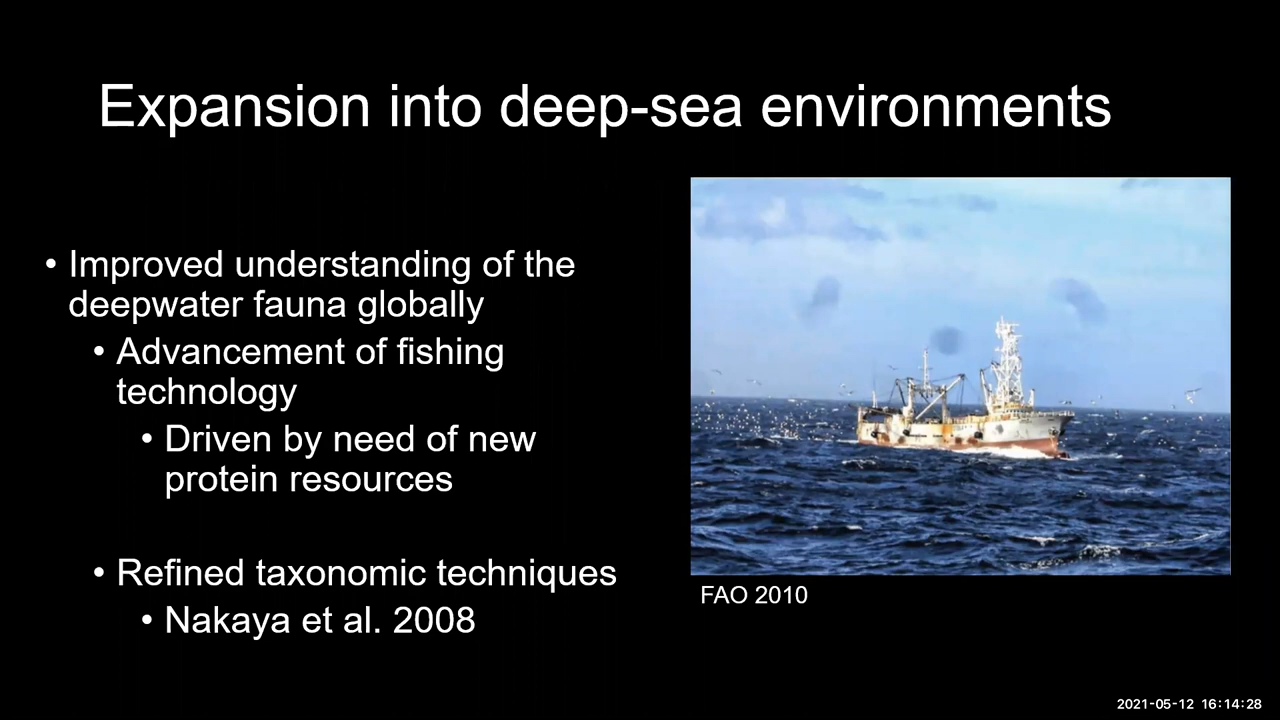 Expansion into deep-sea environments
• Improved understanding of the
deepwater fauna globally
• Advancement of fishing
technology
• Driven by need of new
protein resources
• Refined taxonomic techniques
• Nakaya et al. 2008
FAO 2010
2021-05-12 16:14:28